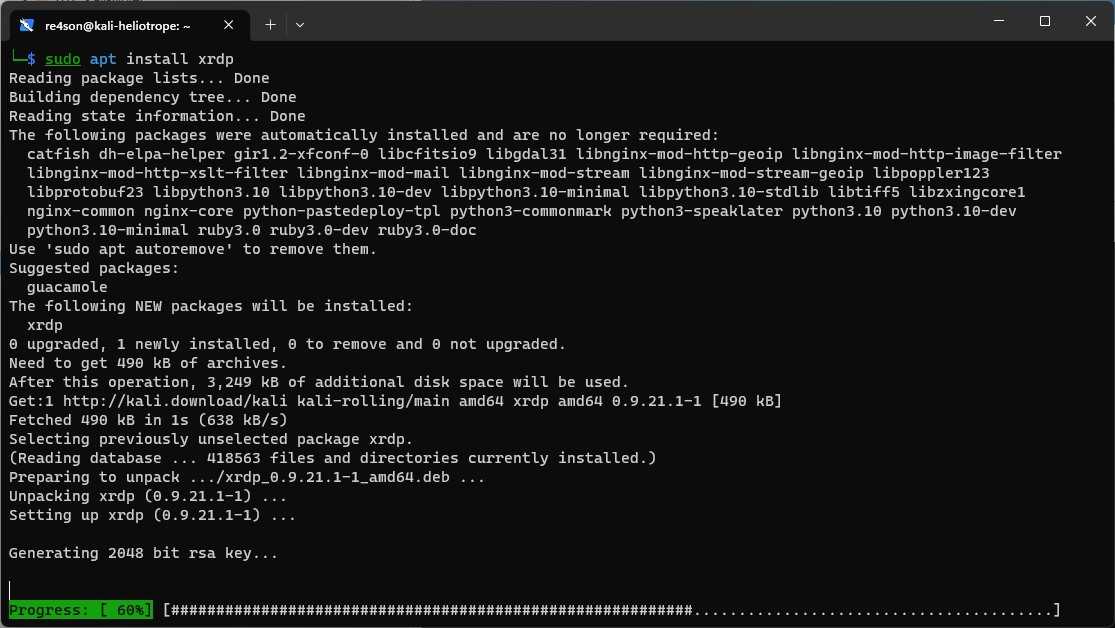 re4son@kali-heliotrope: ~
└─$ sudo apt install xrdp
Reading package lists... Done
Building dependency tree... Done
Reading state information... Done
The following packages were automatically installed and are no longer required:
  catfish dh-elpa-helper gir1.2-xfconf-0 libcfitsio9 libgdal31 libnginx-mod-http-geoip libnginx-mod-http-image-filter
  libnginx-mod-http-xslt-filter libnginx-mod-mail libnginx-mod-stream libnginx-mod-stream-geoip libpoppler123
  libprotobuf23 libpython3.10 libpython3.10-dev libpython3.10-minimal libpython3.10-stdlib libtiff5 libzxingcore1
  nginx-common nginx-core python-pastedeploy-tpl python3-commonmark python3-speaklater python3.10 python3.10-dev
  python3.10-minimal ruby3.0 ruby3.0-dev ruby3.0-doc
Use 'sudo apt autoremove' to remove them.
Suggested packages:
  guacamole
The following NEW packages will be installed:
  xrdp
0 upgraded, 1 newly installed, 0 to remove and 0 not upgraded.
Need to get 490 kB of archives.
After this operation, 3,249 kB of additional disk space will be used.
Get:1 http://kali.download/kali kali-rolling/main amd64 xrdp amd64 0.9.21.1-1 [490 kB]
Fetched 490 kB in 1s (638 kB/s)
Selecting previously unselected package xrdp.
(Reading database ... 418563 files and directories currently installed.)
Preparing to unpack .../xrdp_0.9.21.1-1_amd64.deb ...
Unpacking xrdp (0.9.21.1-1) ...
Setting up xrdp (0.9.21.1-1) ...
Generating 2048 bit rsa key...
Progress: [ 60%] [##########################################################........................................]